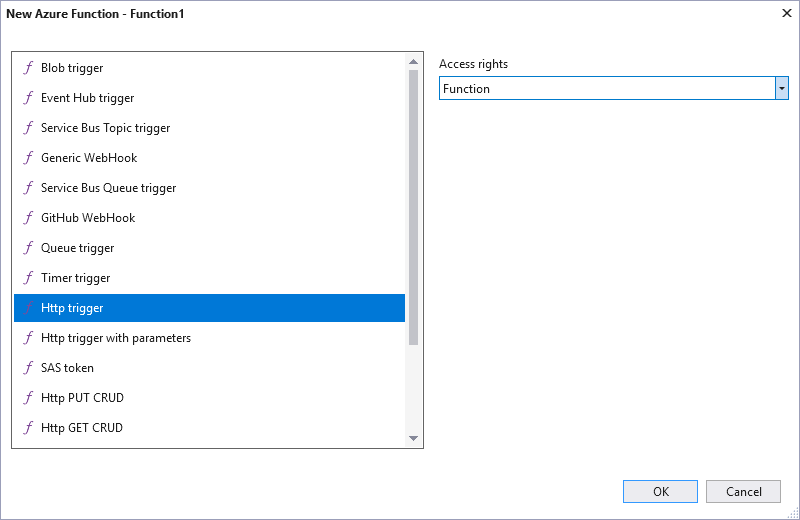 New Azure Function - Function1
Blob trigger
Event Hub trigger
Service Bus Topic trigger
Generic WebHook
Service Bus Queue trigger
GitHub WebHook
Queue trigger
Timer trigger
Http trigger
Http trigger with parameters
SAS token
Http PUT CRUD
Http GET CRUD
Access rights
Function
OK
Cancel